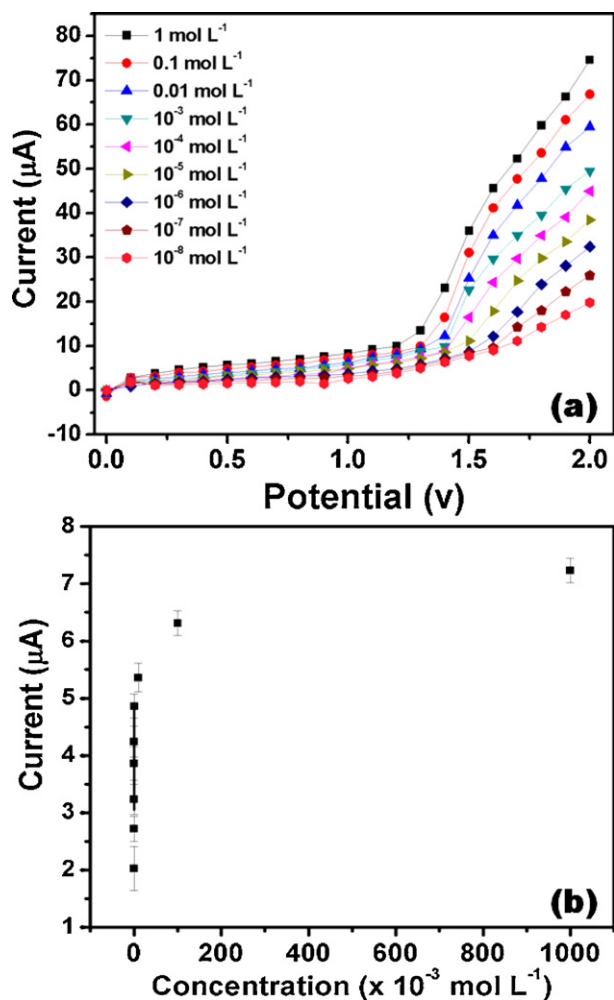 80
70
60
50
40
30
20
10
0
-10
Current (μA)
1 mol L⁻¹
0.1 mol L⁻¹
0.01 mol L⁻¹
10⁻³ mol L⁻¹
10⁻⁴ mol L⁻¹
10⁻⁵ mol L⁻¹
10⁻⁶ mol L⁻¹
10⁻⁷ mol L⁻¹
10⁻⁸ mol L⁻¹
(a)
0.0 0.5 1.0 1.5 2.0
Potential (v)
8
7
6
5
4
3
2
1
Current (μA)
(b)
0 200 400 600 800 1000
Concentration (x 10⁻³ mol L⁻¹)